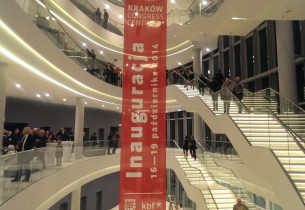 KRAKÓW
CONGRESS
CENTRE
Inauguracja
16—19 października 2014
kbf